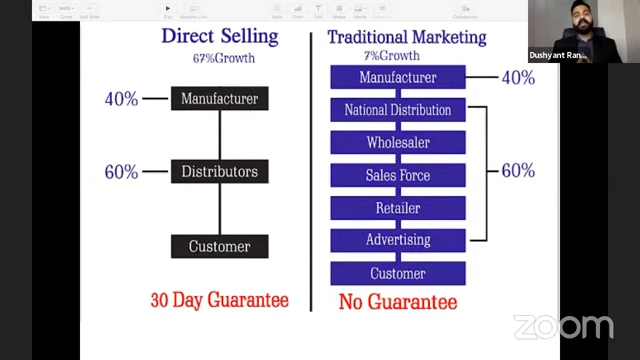 Direct Selling
67%Growth
40%
Manufacturer
60%
Distributors
Customer
30 Day Guarantee
Traditional Marketing
7%Growth
Manufacturer
40%
National Distribution
Wholesaler
Sales Force
60%
Retailer
Advertising
Customer
No Guarantee
Dushyant Ran...
zoom